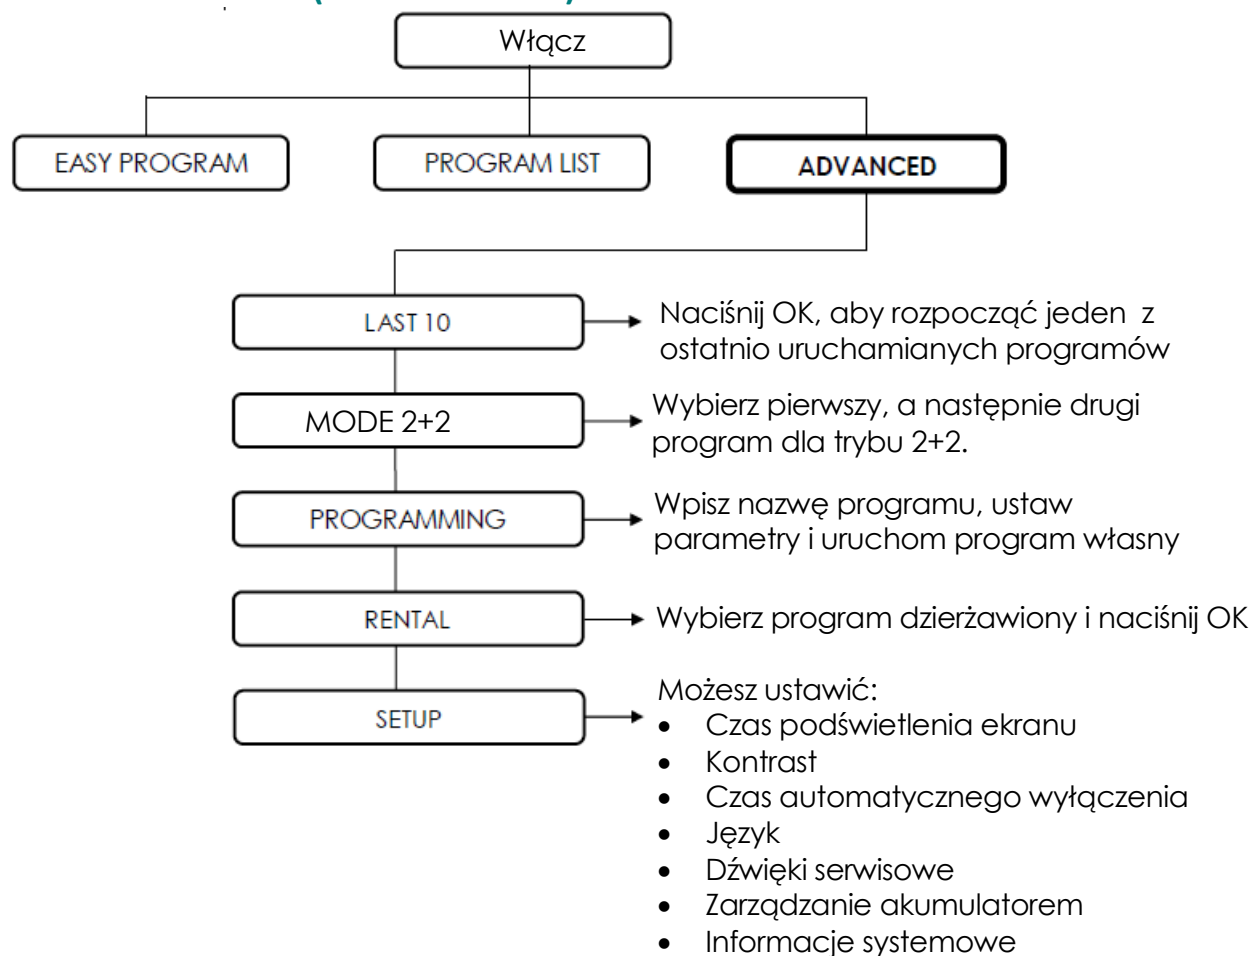 Włącz
EASY PROGRAM
PROGRAM LIST
ADVANCED
LAST 10
Naciśnij OK, aby rozpocząć jeden z
ostatnio uruchamianych programów
MODE 2+2
Wybierz pierwszy, a następnie drugi
program dla trybu 2+2.
PROGRAMMING
Wpisz nazwę programu, ustaw
parametry i uruchom program własny
RENTAL
Wybierz program dzierżawiony i naciśnij OK
SETUP
Możesz ustawić:
• Czas podświetlenia ekranu
• Kontrast
• Czas automatycznego wyłączenia
• Język
• Dźwięki serwisowe
• Zarządzanie akumulatorem
• Informacje systemowe